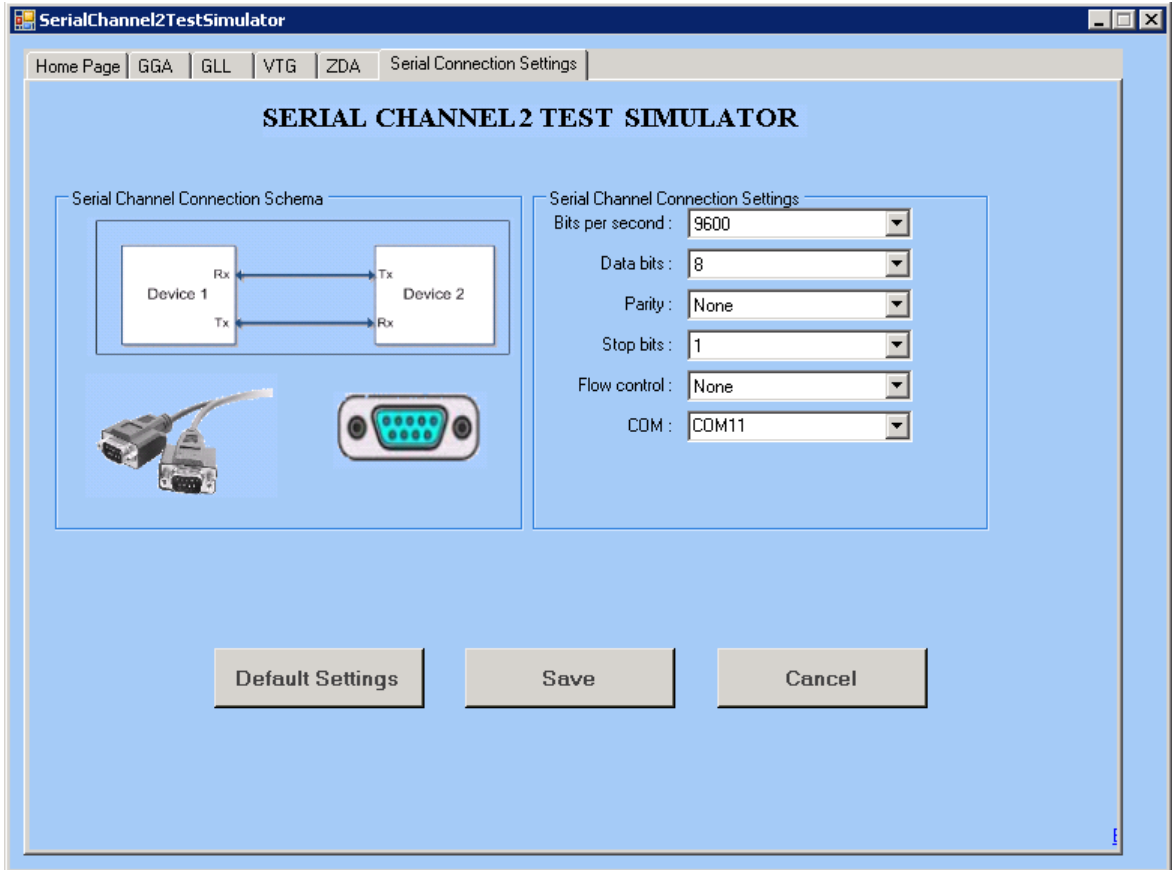 SerialChannel2TestSimulator
Home Page GGA GLL VTG ZDA Serial Connection Settings
SERIAL CHANNEL2 TEST SIMULATOR
Serial Channel Connection Schema
Device 1
Rx
Tx
Tx
Rx
Device 2
Serial Channel Connection Settings
Bits per second : 9600
Data bits : 8
Parity : None
Stop bits : 1
Flow control : None
COM : COM11
Default Settings Save Cancel